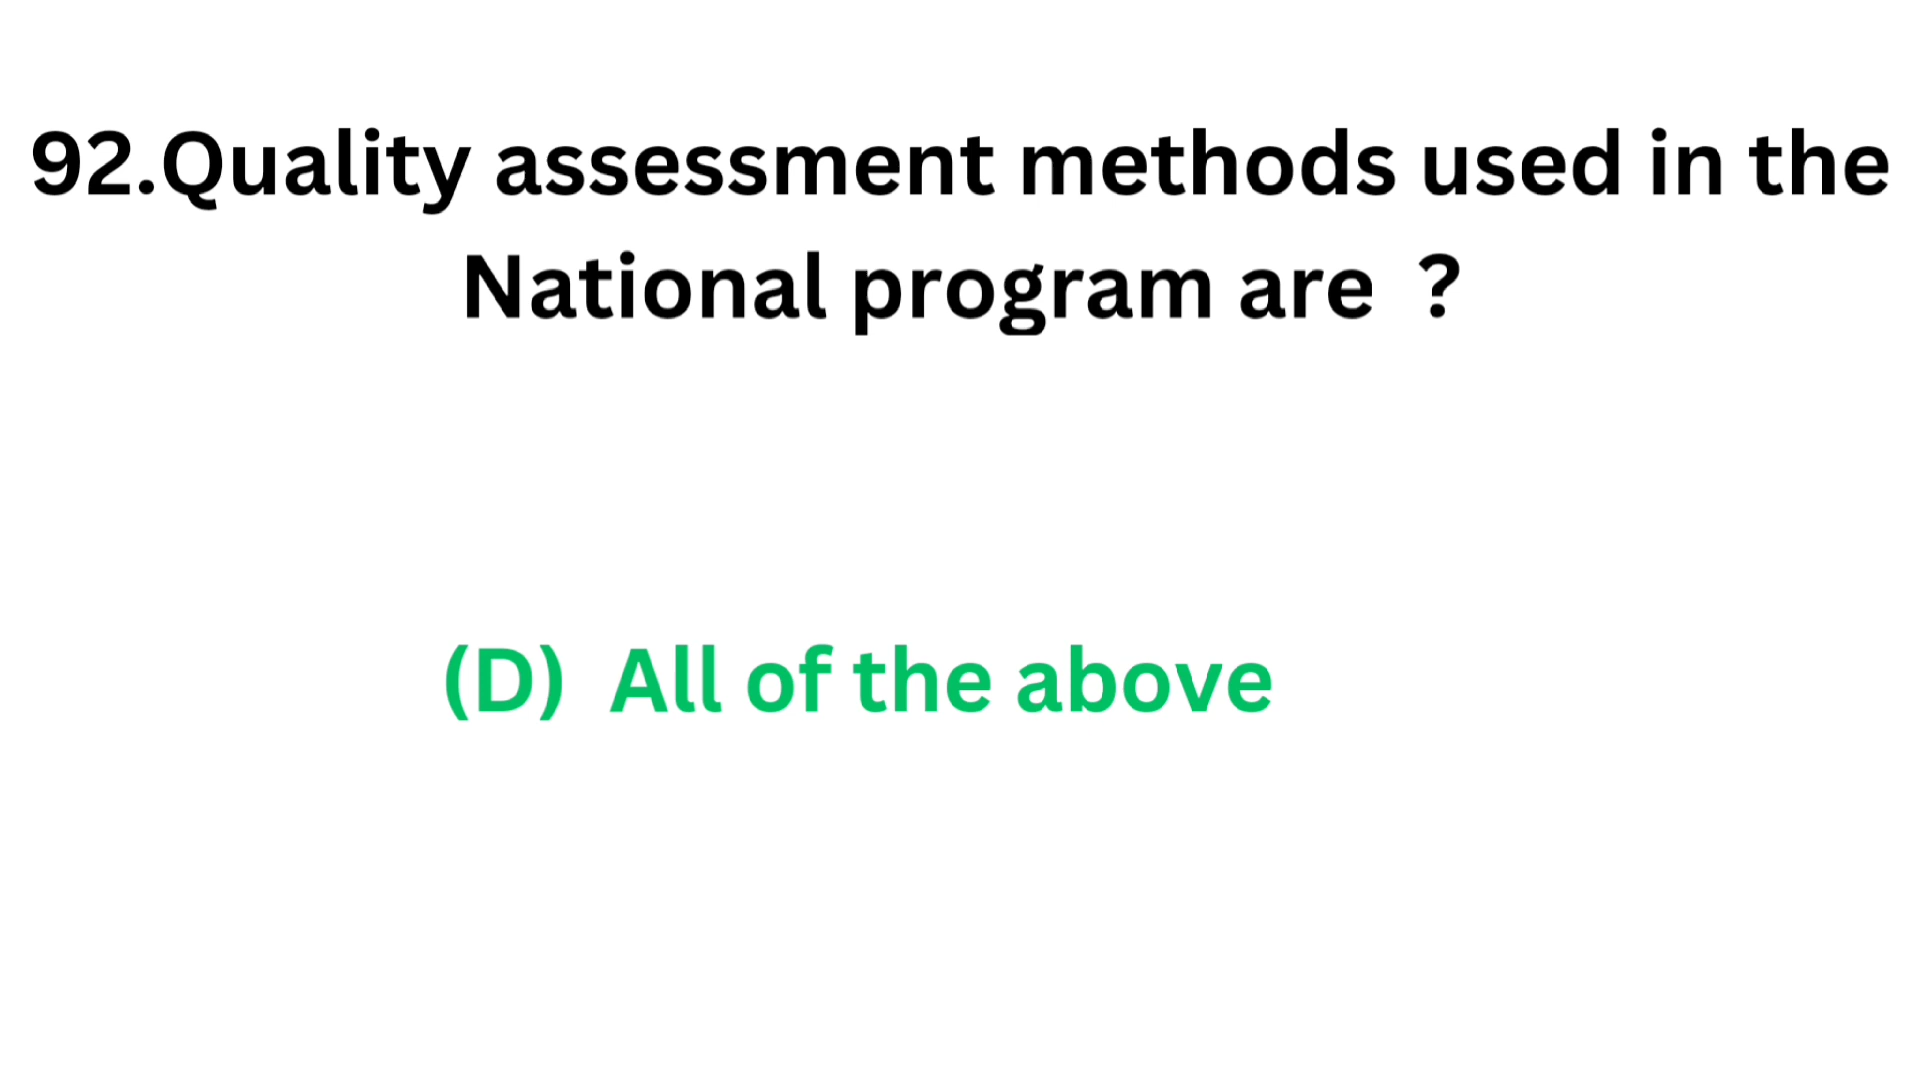 92.Quality assessment methods used in the
National program are ?
(D) All of the above